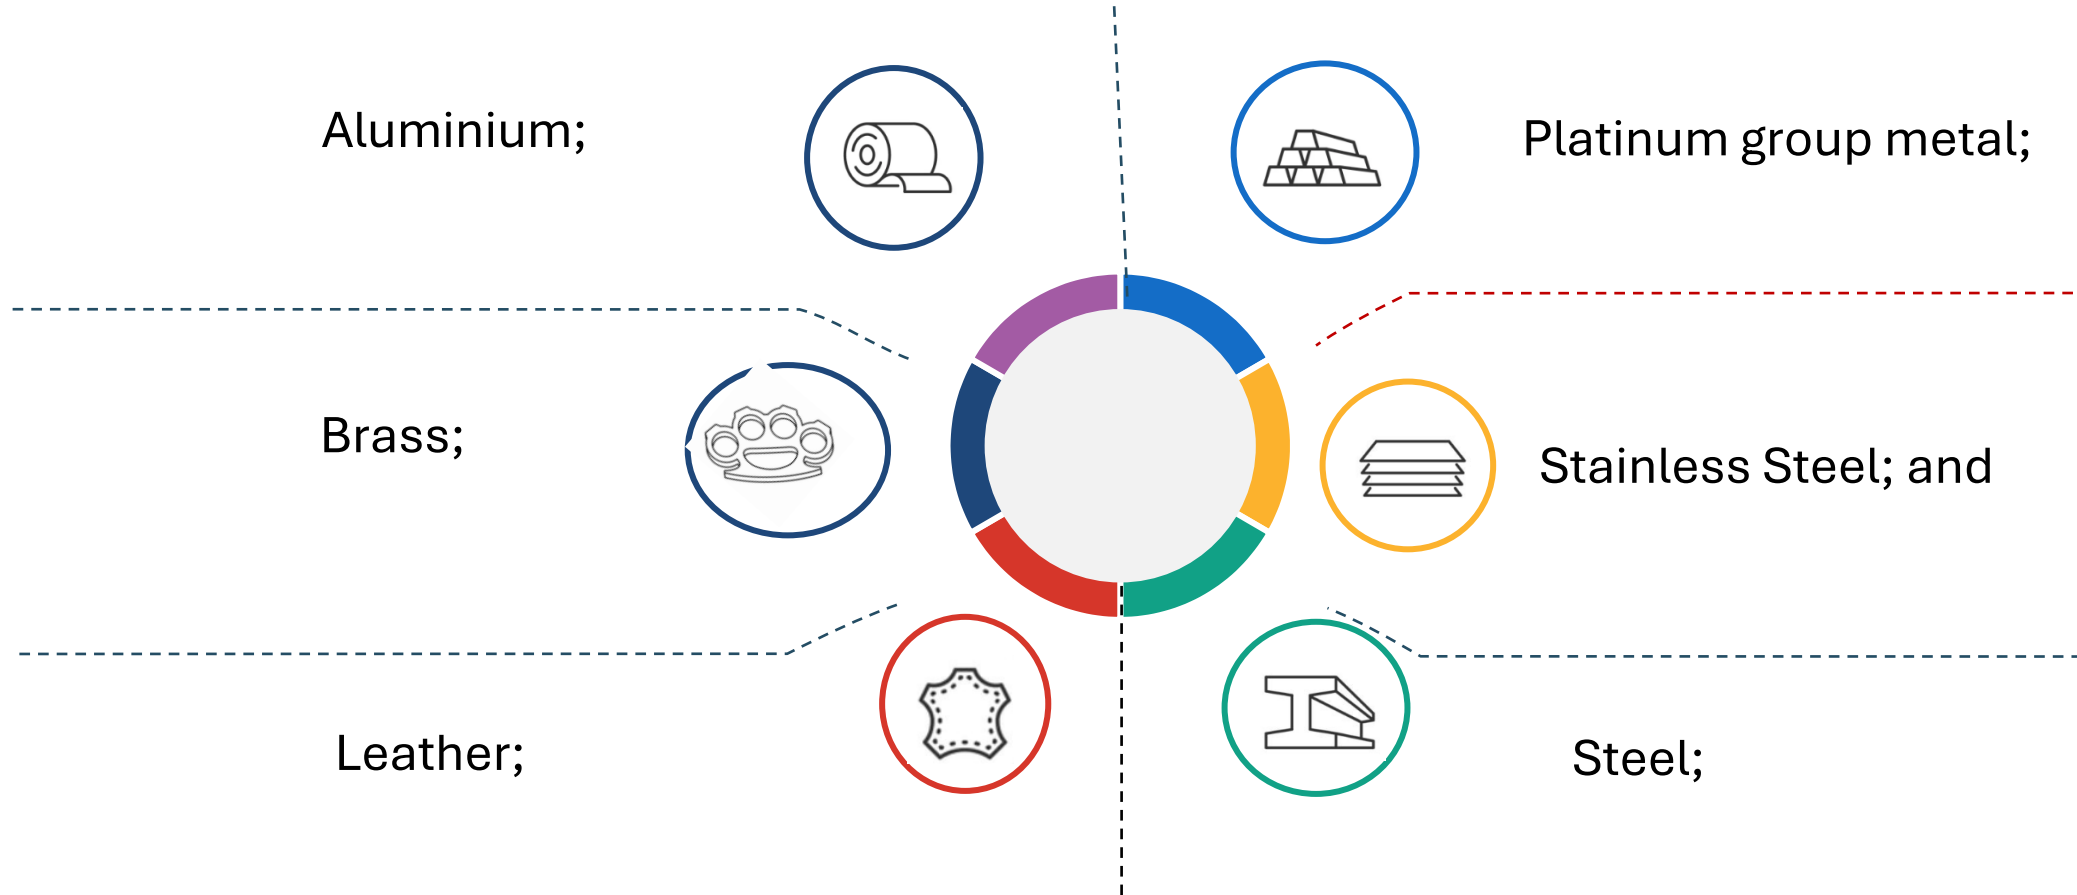 Aluminium;
Platinum group metal;
Brass;
Stainless Steel; and
Leather;
Steel;